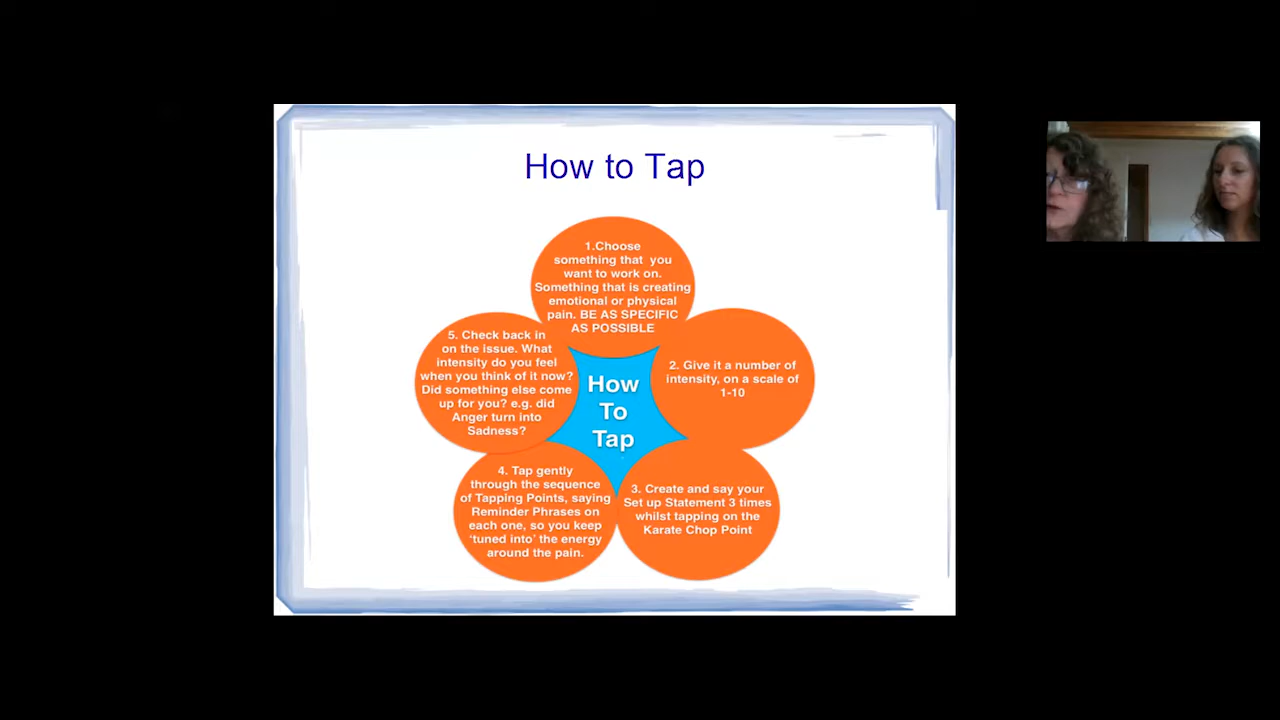 How to Tap
1.Choose
something that you
want to work on.
Something that is creating
emotional or physical
pain. BE AS SPECIFIC
AS POSSIBLE
2. Give it a number of
intensity, on a scale of
1-10
3. Create and say your
Set up Statement 3 times
whilst tapping on the
Karate Chop Point
4. Tap gently
through the sequence
of Tapping Points, saying
Reminder Phrases on
each one, so you keep
‘tuned into’ the energy
around the pain.
5. Check back in
on the issue. What
intensity do you feel
when you think of it now?
Did something else come
up for you? e.g. did
Anger turn into
Sadness?
How
To
Tap